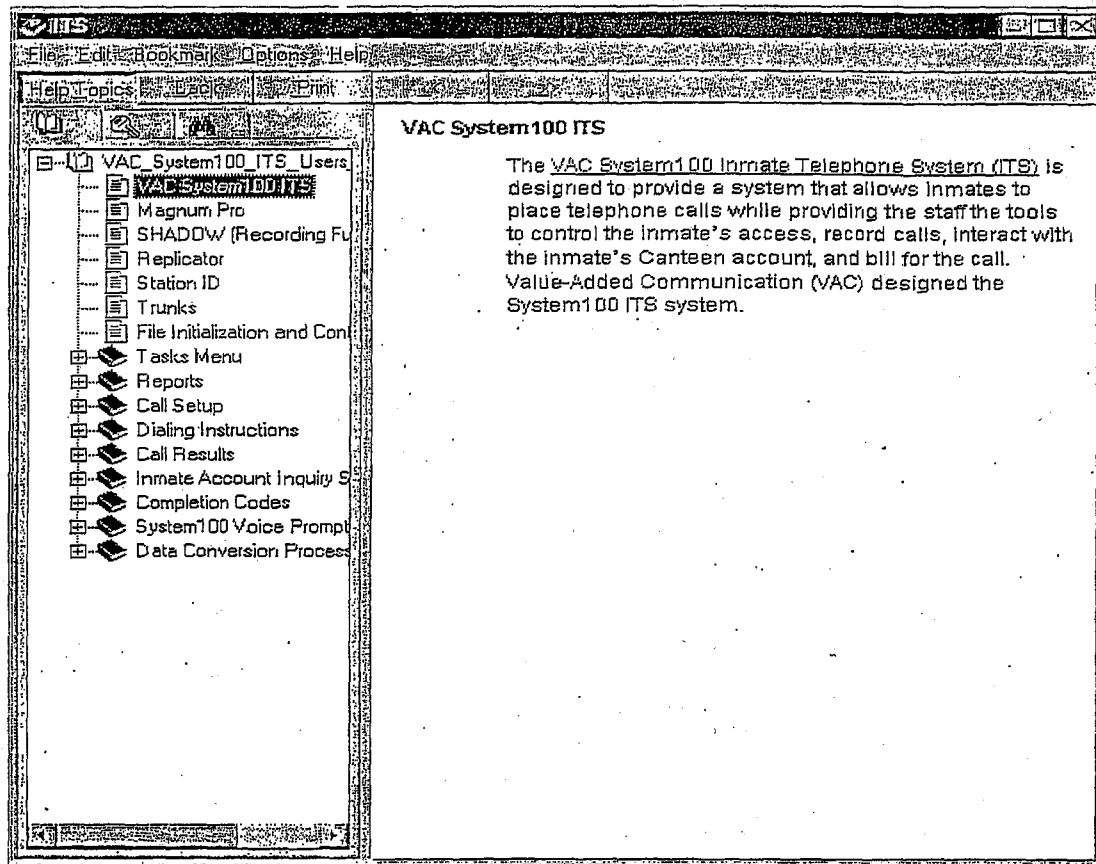 ITS
File Edit Bookmark Options Help
Help Topics Back Print
VAC_System100_ITS_Users_
VAC System100 ITS
Magnum Pro
SHADOW (Recording Fu
Replicator
Station ID
Trunks
File Initialization and Con
Tasks Menu
Reports
Call Setup
Dialing Instructions
Call Results
Inmate Account Inquiry S
Completion Codes
System100 Voice Prompt
Data Conversion Process
VAC System100 ITS
The VAC System100 Inmate Telephone System (ITS) is
designed to provide a system that allows inmates to
place telephone calls while providing the staff the tools
to control the inmate's access, record calls, interact with
the inmate's Canteen account, and bill for the call.
Value-Added Communication (VAC) designed the
System100 ITS system.